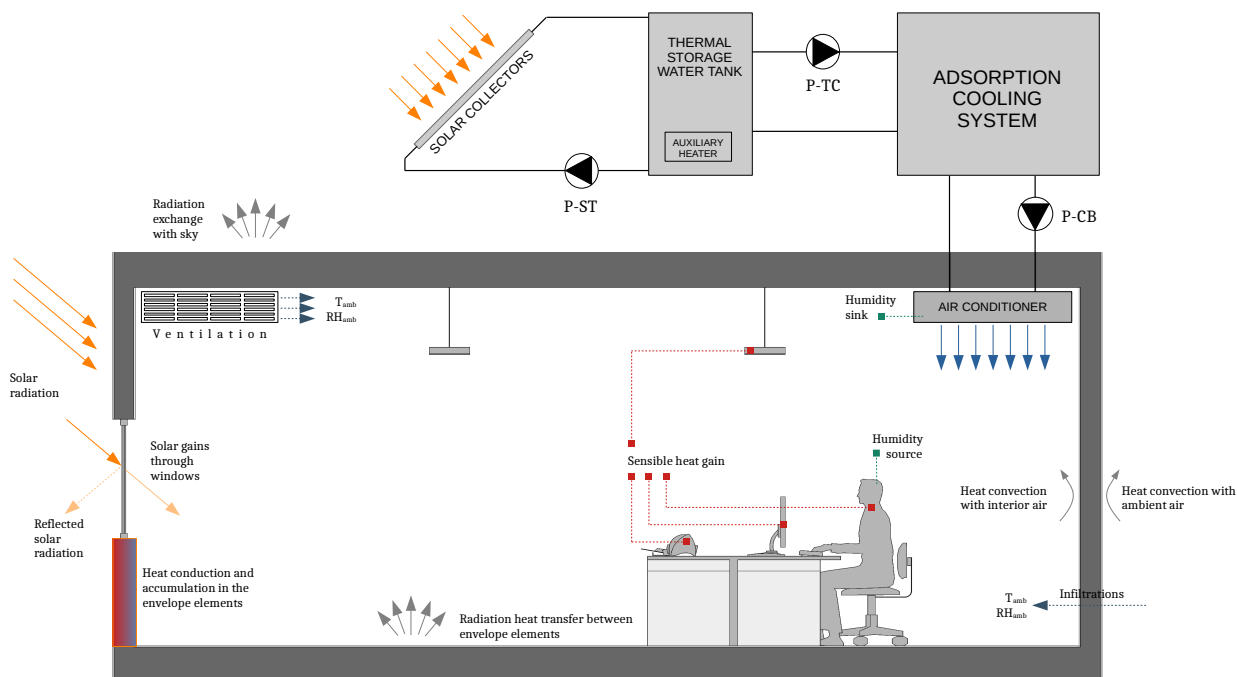 THERMAL
STORAGE
WATER TANK
AUXILIARY
HEATER
SOLAR COLLECTORS
P-TC
P-ST
ADSORPTION
COOLING
SYSTEM
P-CB
Radiation
exchange
with sky
Ventilation
Tamb
RHamb
Humidity
sink
AIR CONDITIONER
Solar
radiation
Solar gains
through
windows
Reflected
solar
radiation
Heat conduction and
accumulation in the
envelope elements
Sensible heat gain
Humidity
source
Heat convection
with interior air
Heat convection with
ambient air
Radiation heat transfer between
envelope elements
Infiltrations
Tamb
RHamb